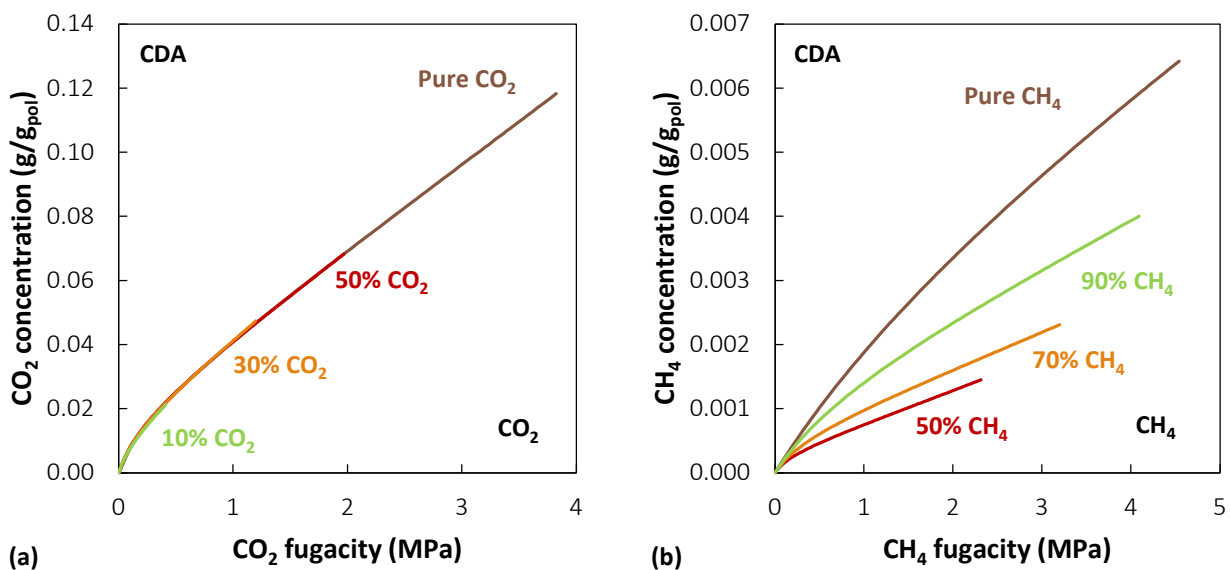 0.14
0.12
0.10
0.08
0.06
0.04
0.02
0.00
CO₂ concentration (g/g_pol)
CDA
Pure CO₂
50% CO₂
30% CO₂
10% CO₂
CO₂
0 1 2 3 4
(a) CO₂ fugacity (MPa)
0.007
0.006
0.005
0.004
0.003
0.002
0.001
0.000
CH₄ concentration (g/g_pol)
CDA
Pure CH₄
90% CH₄
70% CH₄
50% CH₄
CH₄
0 1 2 3 4 5
(b) CH₄ fugacity (MPa)